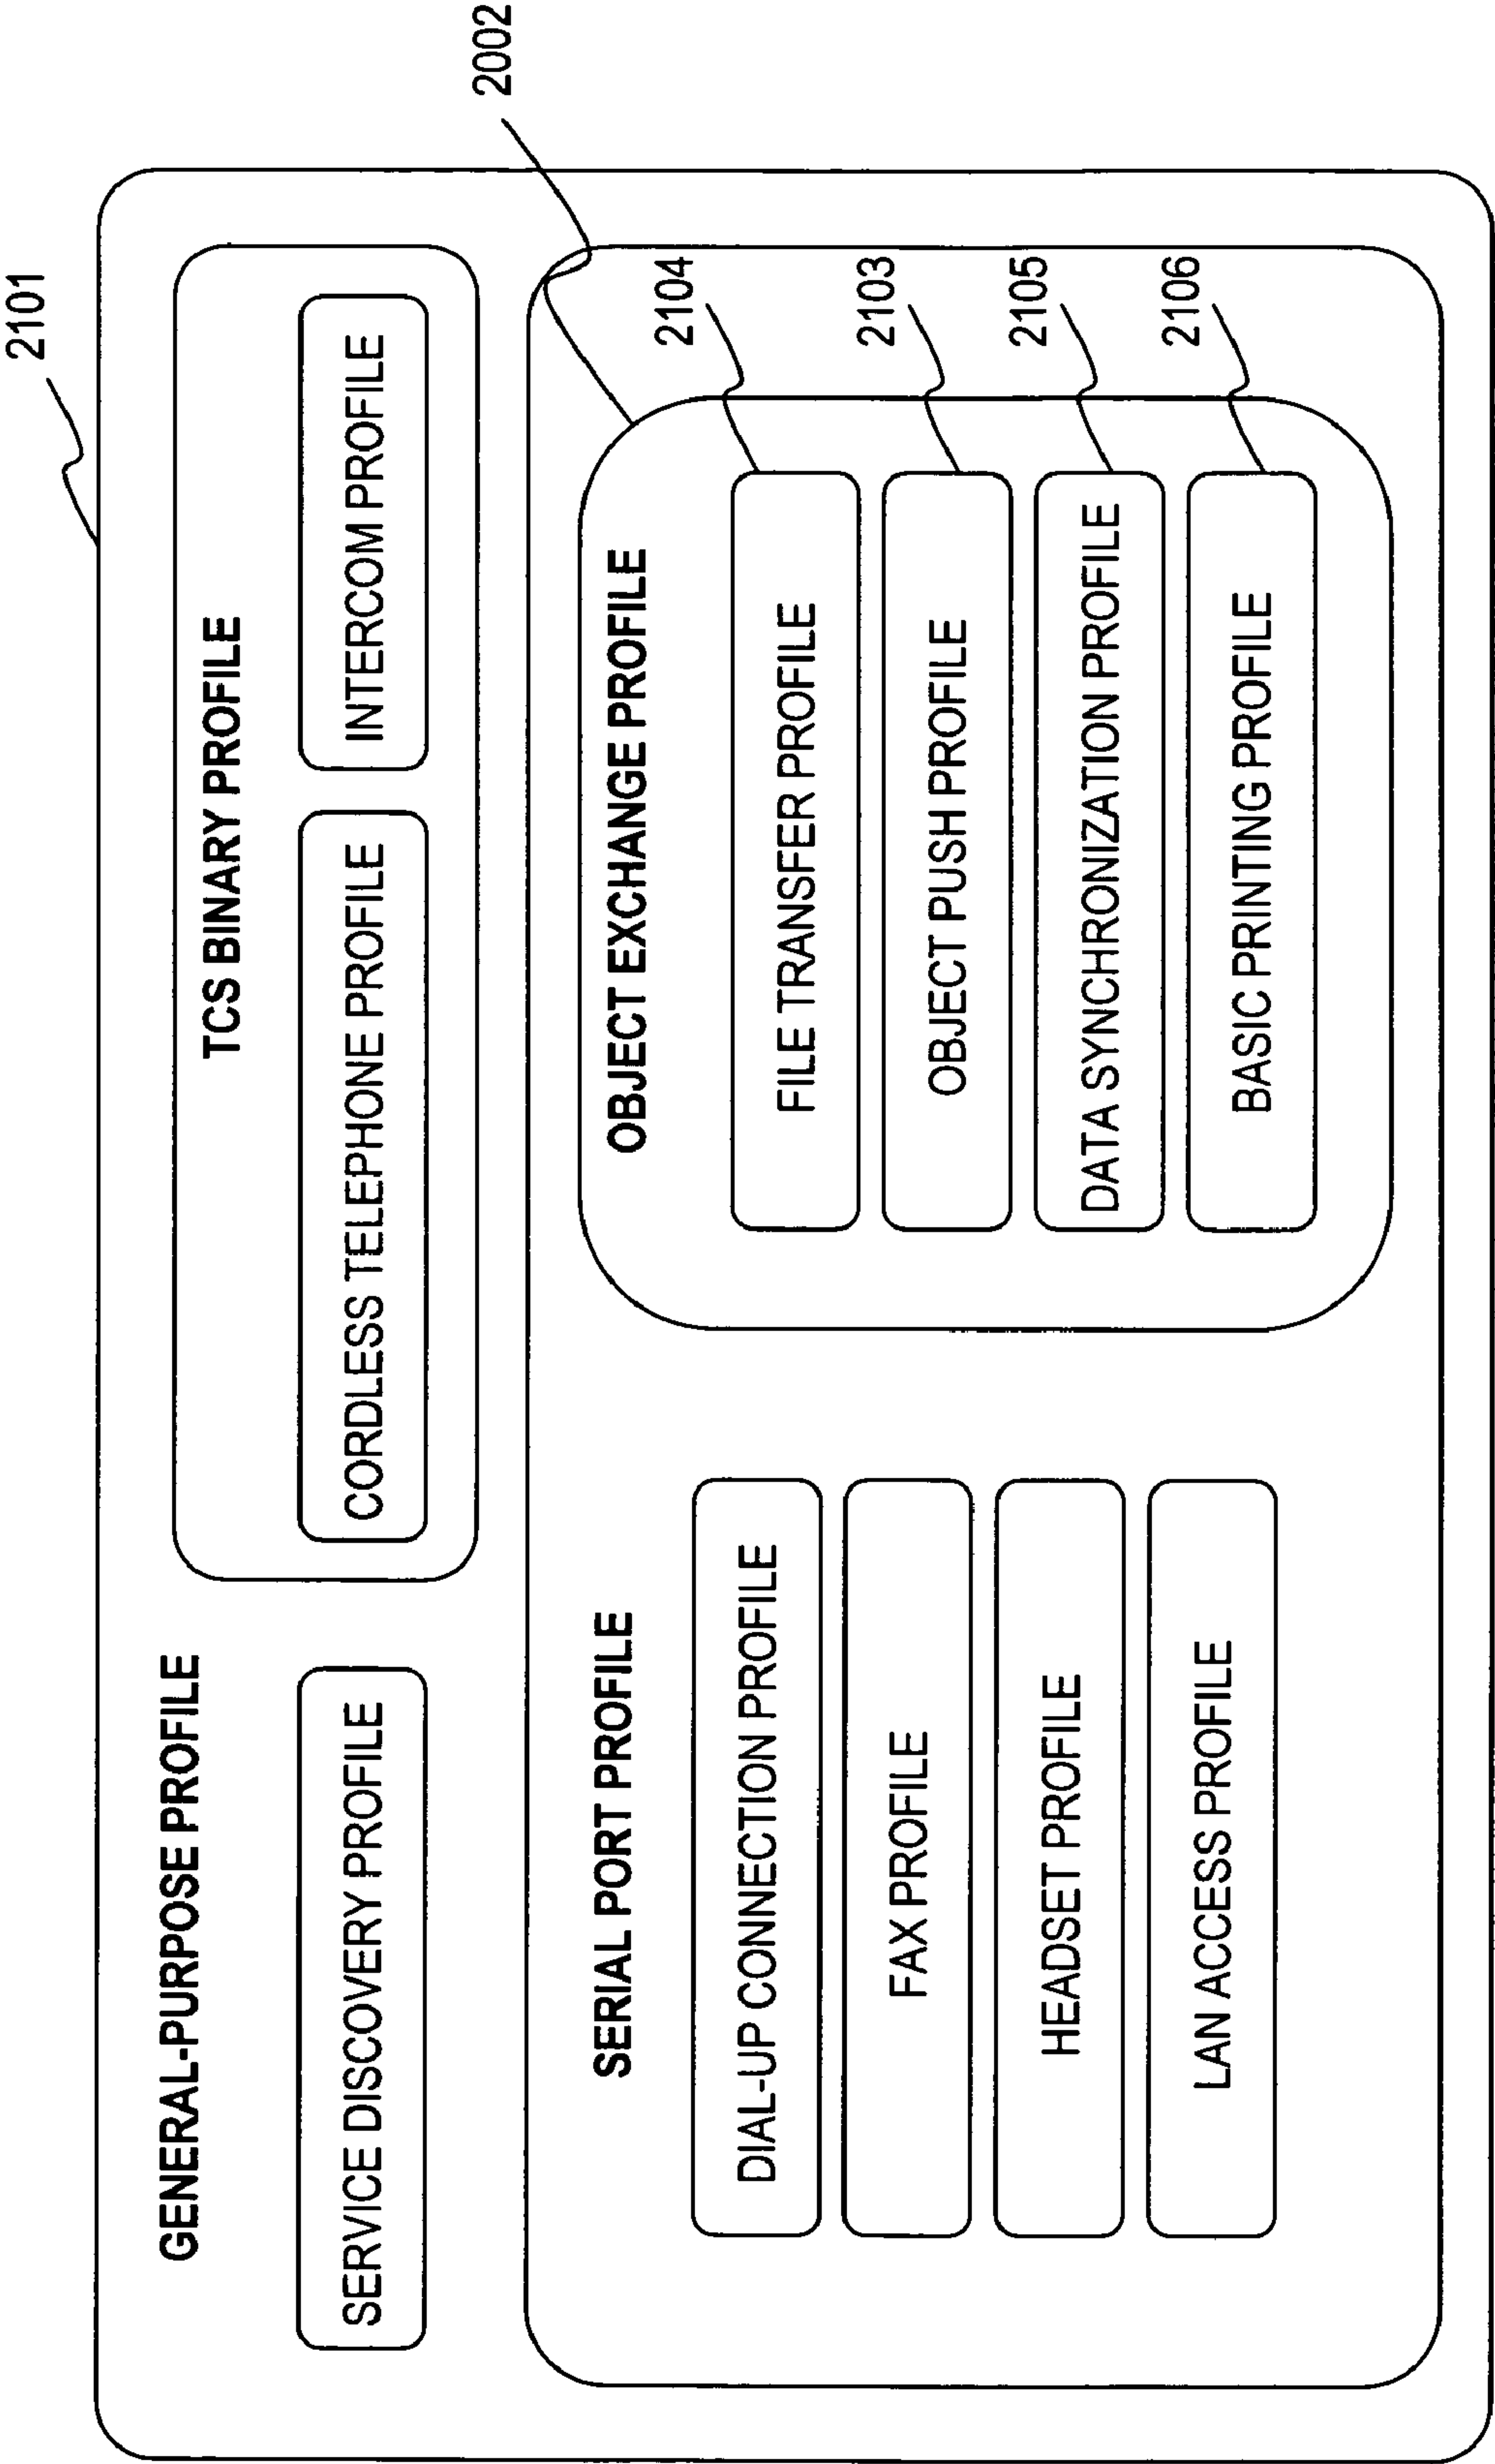 2101
GENERAL-PURPOSE PROFILE
TCS BINARY PROFILE
SERVICE DISCOVERY PROFILE
CORDLESS TELEPHONE PROFILE
INTERCOM PROFILE
2002
SERIAL PORT PROFILE
DIAL-UP CONNECTION PROFILE
FAX PROFILE
HEADSET PROFILE
LAN ACCESS PROFILE
OBJECT EXCHANGE PROFILE
2104
FILE TRANSFER PROFILE
2103
OBJECT PUSH PROFILE
2105
DATA SYNCHRONIZATION PROFILE
2106
BASIC PRINTING PROFILE